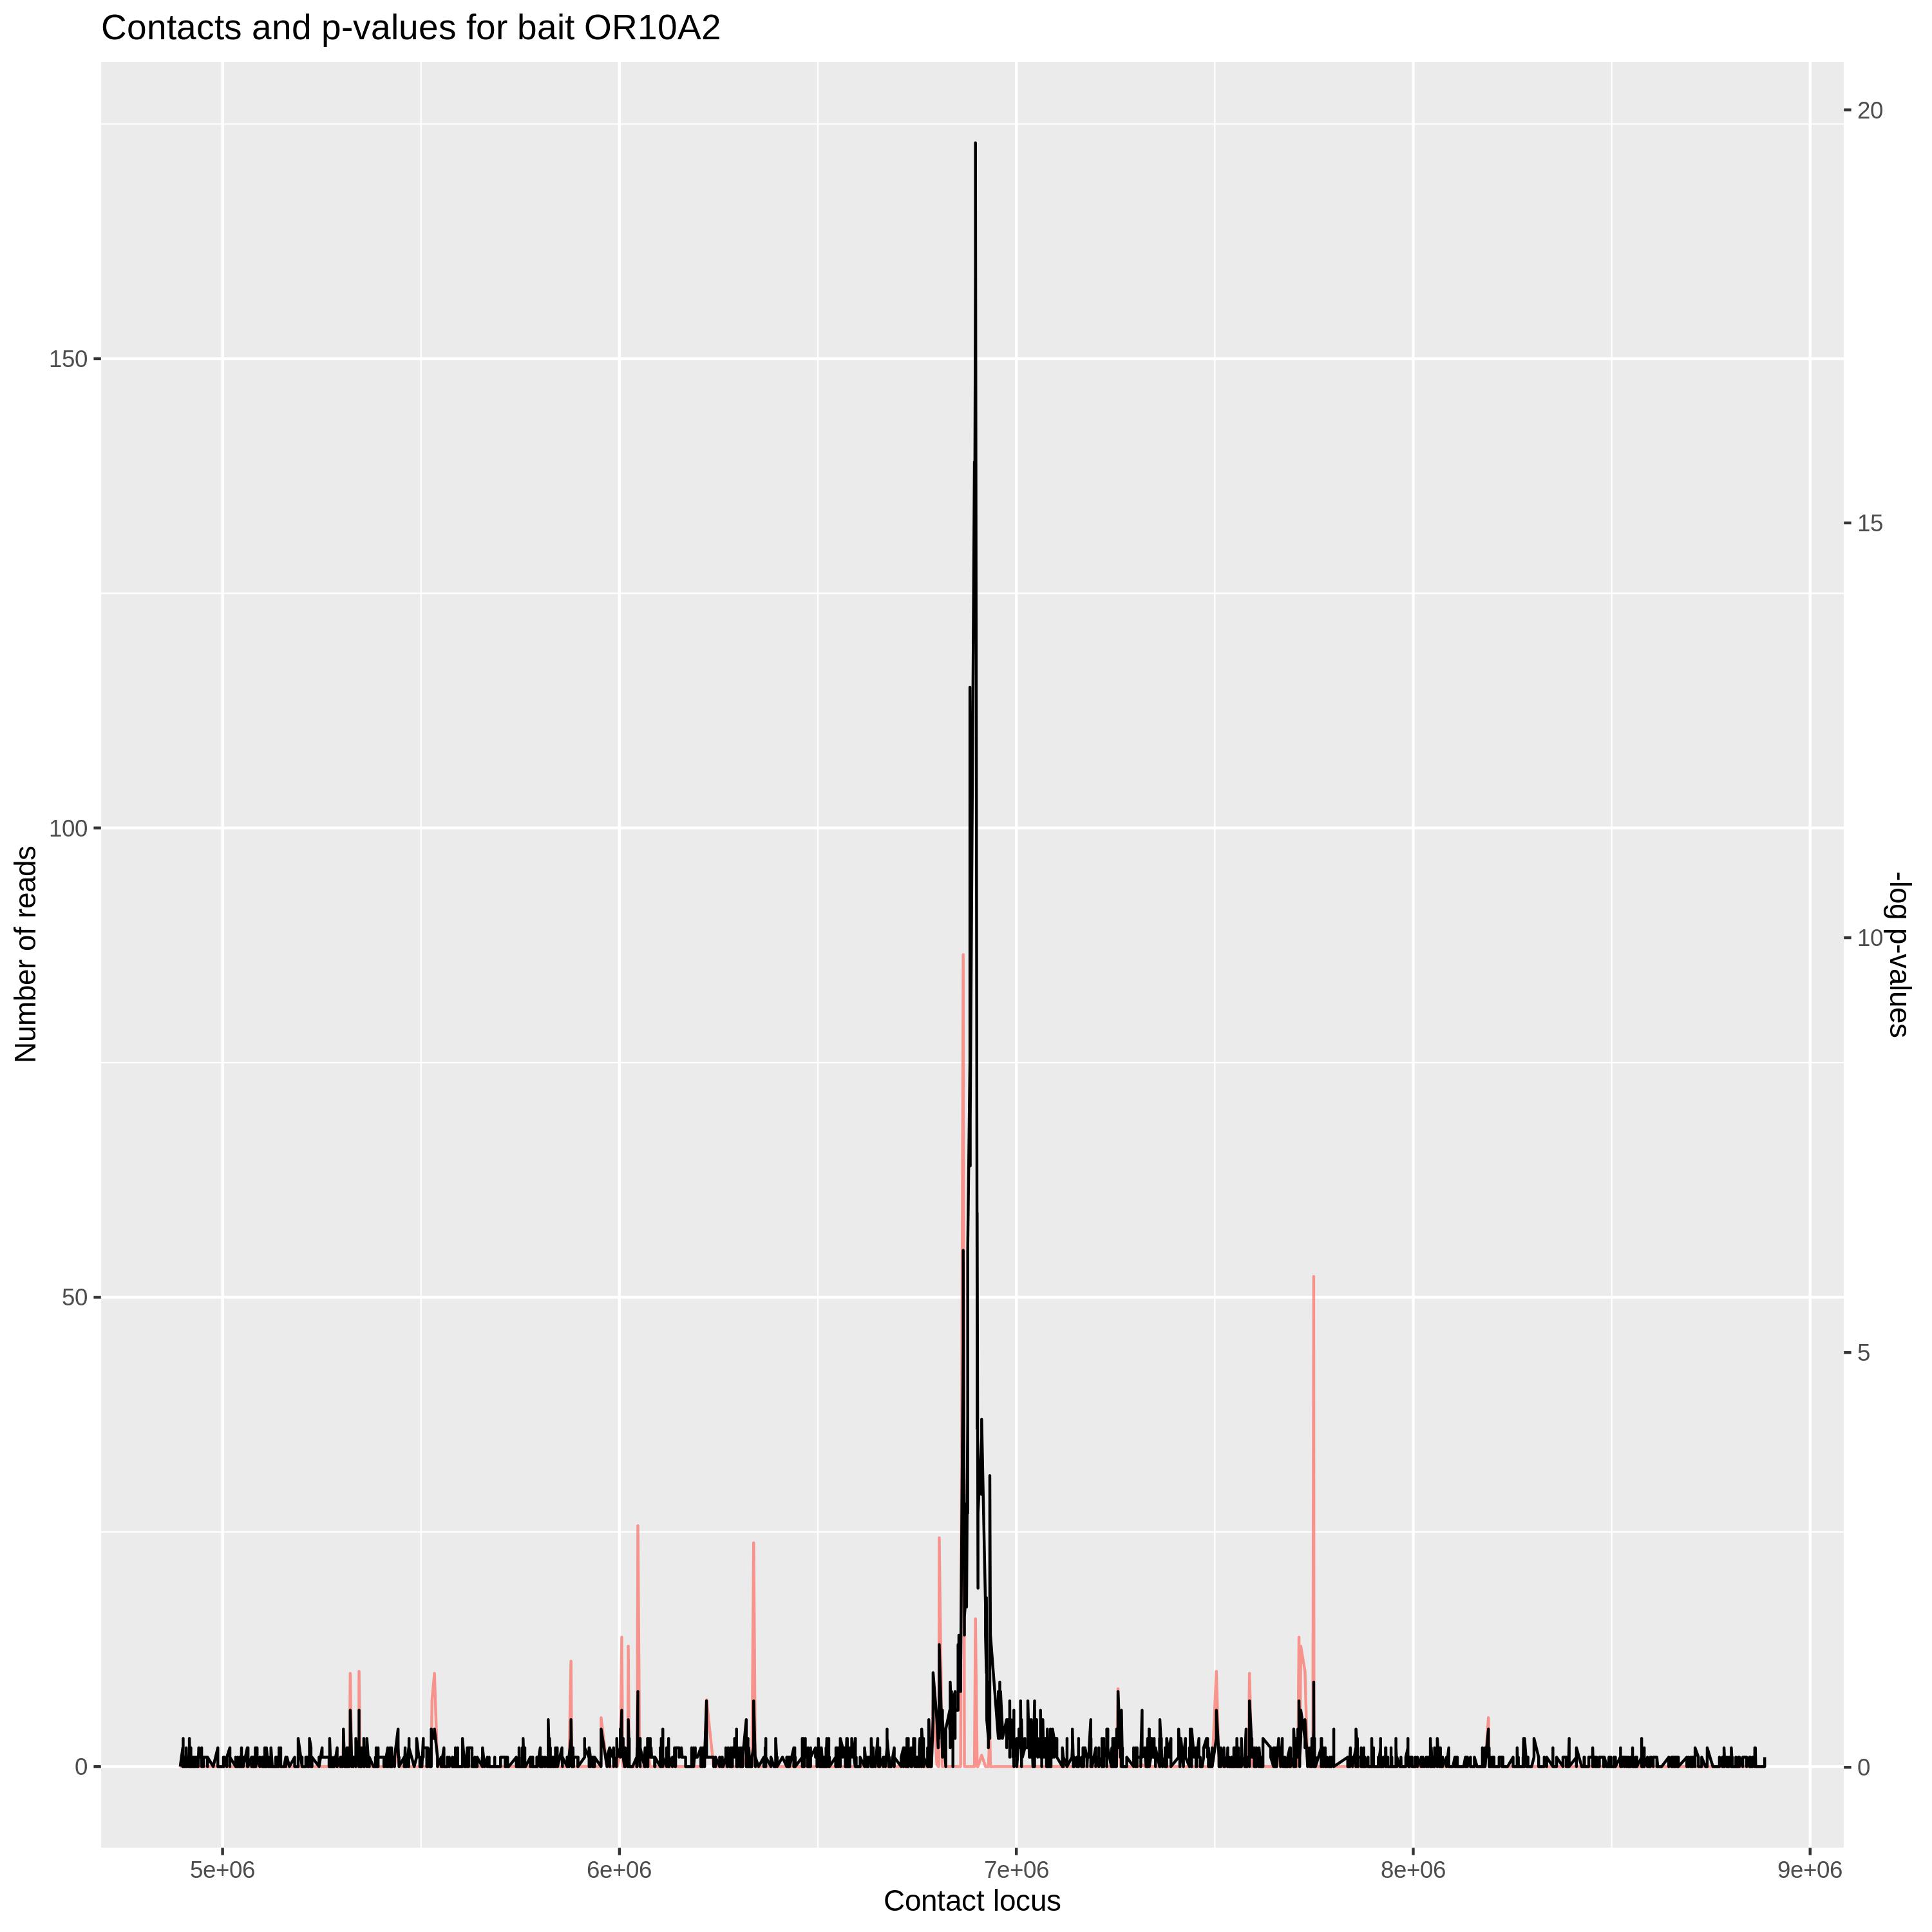 Contacts and p-values for bait OR10A2
Number of reads
150
100
50
0
20
15
10
5
0
-log p-values
5e+06 6e+06 7e+06 8e+06 9e+06
Contact locus